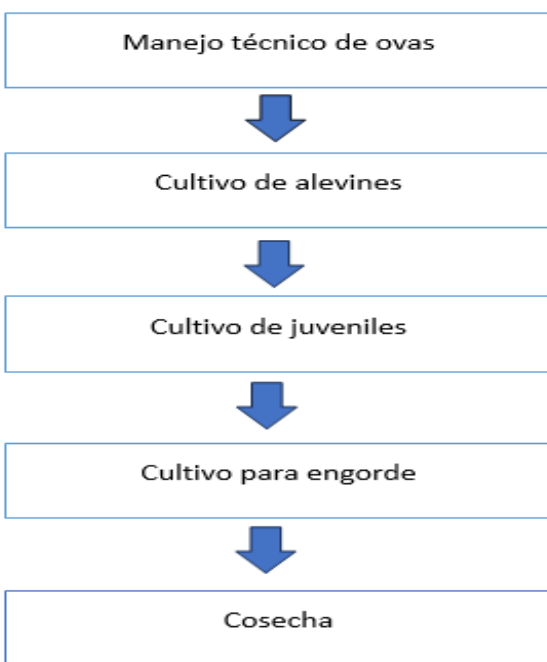 Manejo técnico de ovas
Cultivo de alevines
Cultivo de juveniles
Cultivo para engorde
Cosecha